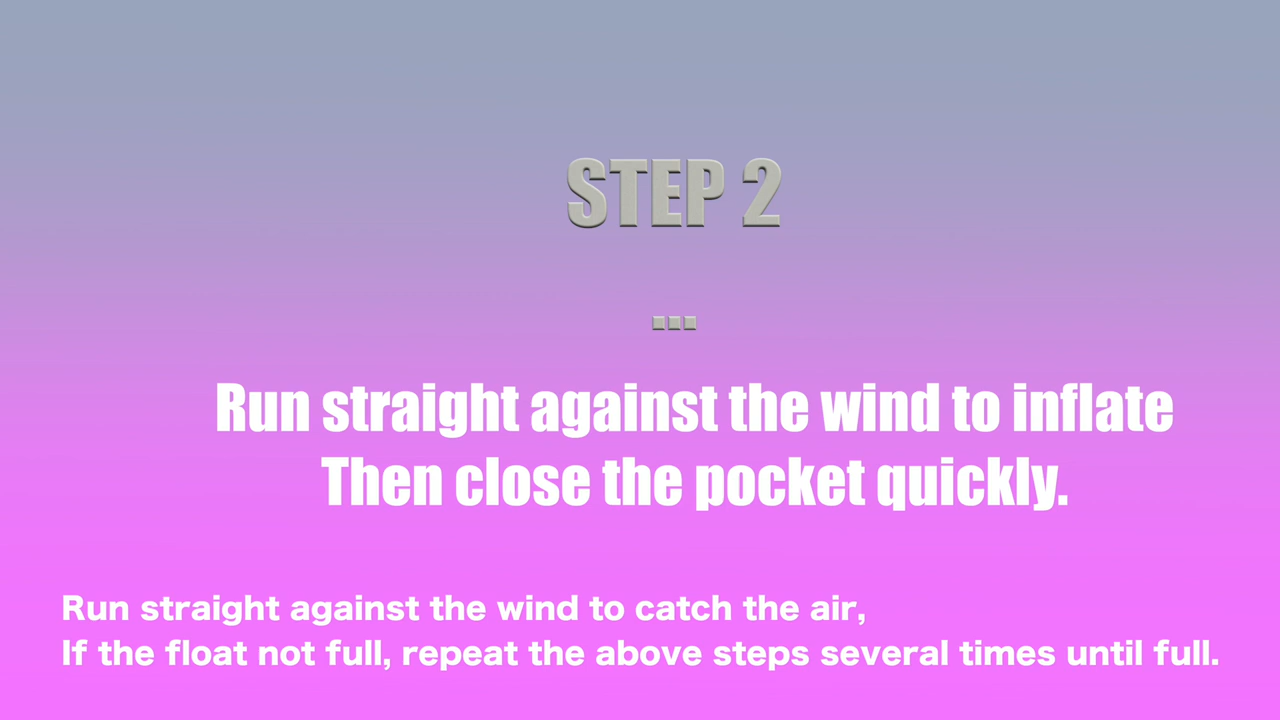 STEP 2
...
Run straight against the wind to inflate
Then close the pocket quickly.
Run straight against the wind to catch the air,
If the float not full, repeat the above steps several times until full.